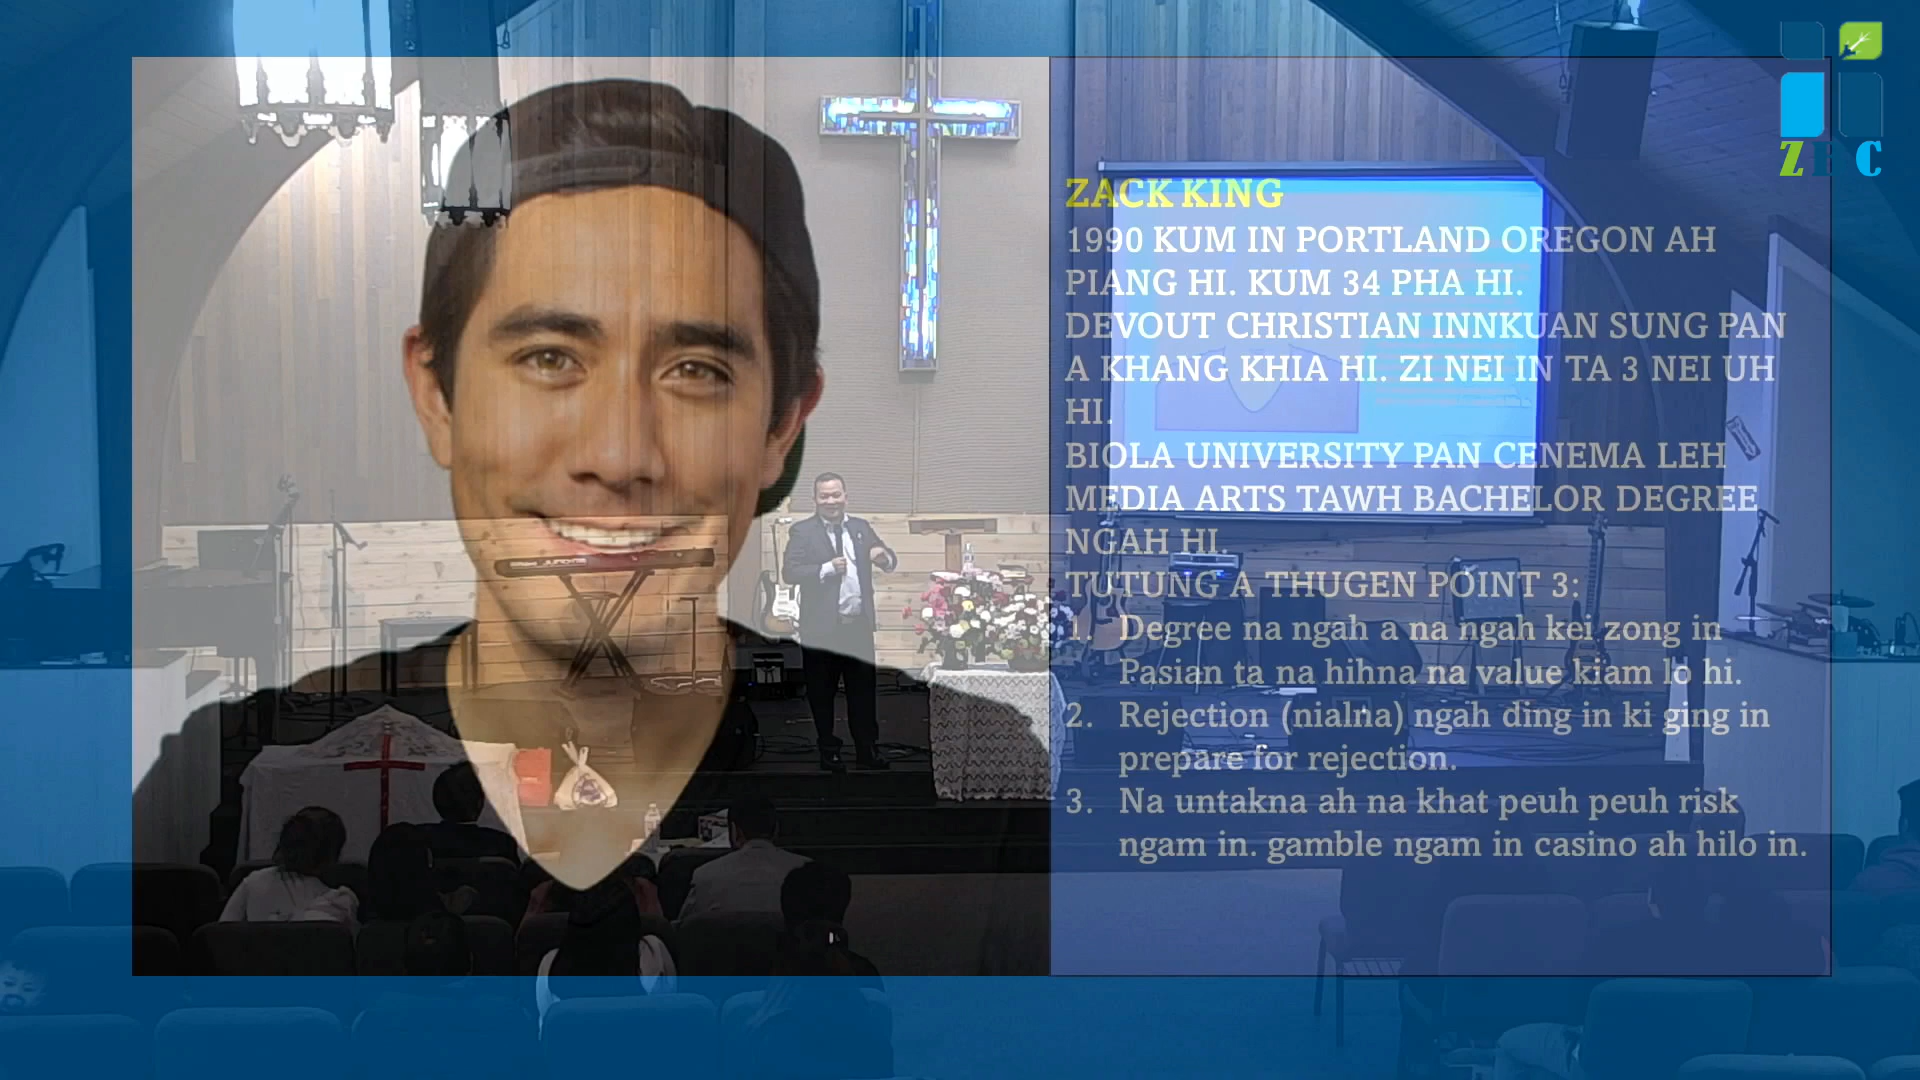 ZBC
ZACK KING
1990 KUM IN PORTLAND OREGON AH
PIANG HI. KUM 34 PHA HI.
DEVOUT CHRISTIAN INNKUAN SUNG PAN
A KHANG KHIA HI. ZI NEI IN TA 3 NEI UH
HI.
BIOLA UNIVERSITY PAN CENEMA LEH
MEDIA ARTS TAWH BACHELOR DEGREE
NGAH HI.
TUTUNG A THUGEN POINT 3:
1. Degree na ngah a na ngah kei zong in
Pasian ta na hihna na value kiam lo hi.
2. Rejection (nialna) ngah ding in ki ging in
prepare for rejection.
3. Na untakna ah na khat peuh peuh risk
ngam in. gamble ngam in casino ah hilo in.